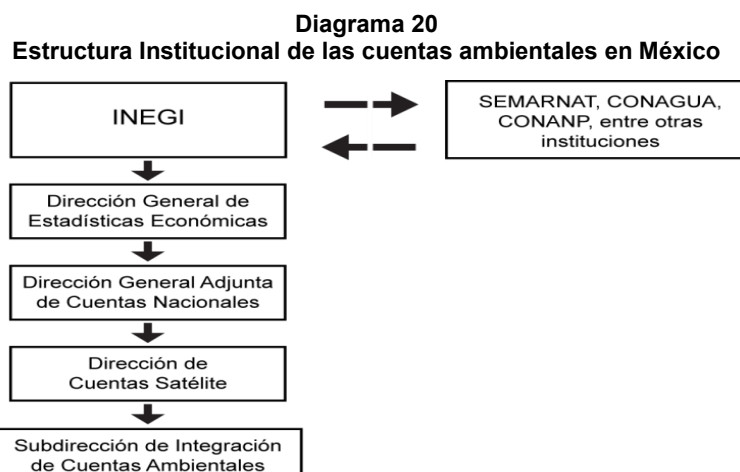 Diagrama 20
Estructura Institucional de las cuentas ambientales en México
INEGI
SEMARNAT, CONAGUA,
CONANP, entre otras
instituciones
Dirección General de
Estadísticas Económicas
Dirección General Adjunta
de Cuentas Nacionales
Dirección de
Cuentas Satélite
Subdirección de Integración
de Cuentas Ambientales